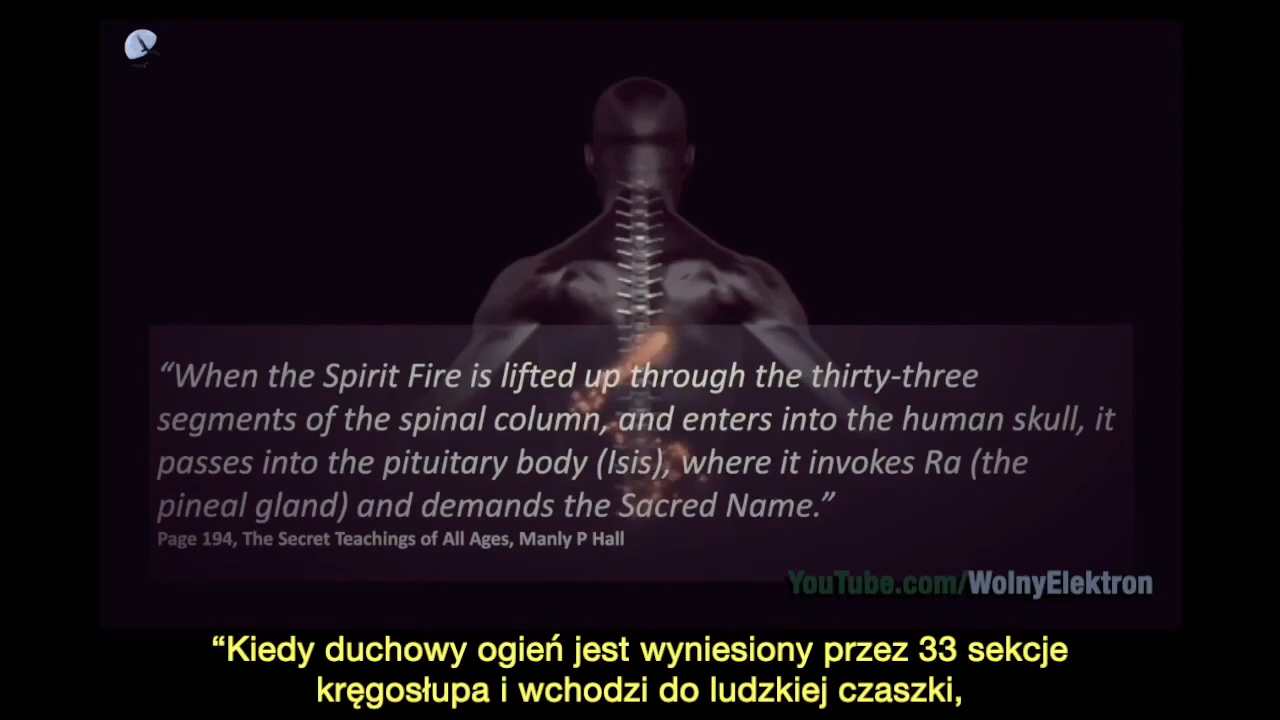 “When the Spirit Fire is lifted up through the thirty-three
segments of the spinal column, and enters into the human skull, it
passes into the pituitary body (Isis), where it invokes Ra (the
pineal gland) and demands the Sacred Name.”
Page 194, The Secret Teachings of All Ages, Manly P Hall
YouTube.com/WolnyElektron
“Kiedy duchowy ogień jest wyniesiony przez 33 sekcje
kręgosłupa i wchodzi do ludzkiej czaszki,